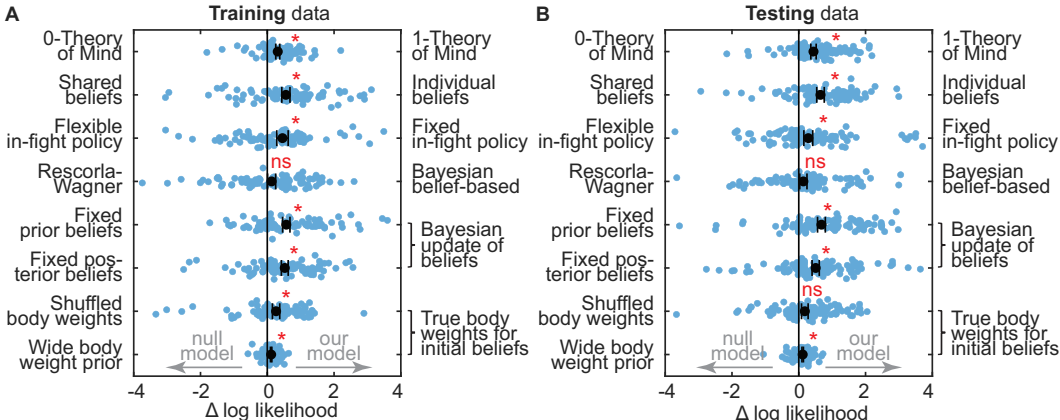 A
Training data
0-Theory
of Mind
*
1-Theory
of Mind
Shared
beliefs
*
Individual
beliefs
Flexible
in-fight policy
*
Fixed
in-fight policy
Rescorla-
Wagner
ns
Bayesian
belief-based
Fixed
prior beliefs
*
Fixed pos-
terior beliefs
*
Bayesian
update of
beliefs
Shuffled
body weights
*
Wide body
weight prior
*
True body
weights for
initial beliefs
null
model
our
model
-4
-2
0
2
4
Δ log likelihood
B
Testing data
0-Theory
of Mind
*
1-Theory
of Mind
Shared
beliefs
*
Individual
beliefs
Flexible
in-fight policy
*
Fixed
in-fight policy
Rescorla-
Wagner
ns
Bayesian
belief-based
Fixed
prior beliefs
*
Fixed pos-
terior beliefs
*
Bayesian
update of
beliefs
Shuffled
body weights
ns
Wide body
weight prior
*
True body
weights for
initial beliefs
null
model
our
model
-4
-2
0
2
4
Δ log likelihood